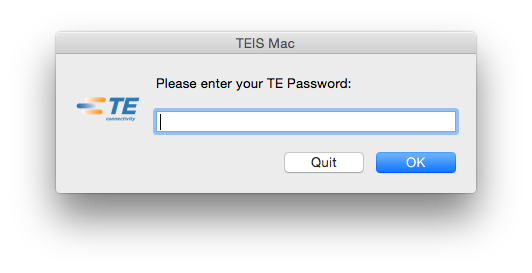 TEIS Mac
Please enter your TE Password:
TE
connectivity
Quit
OK